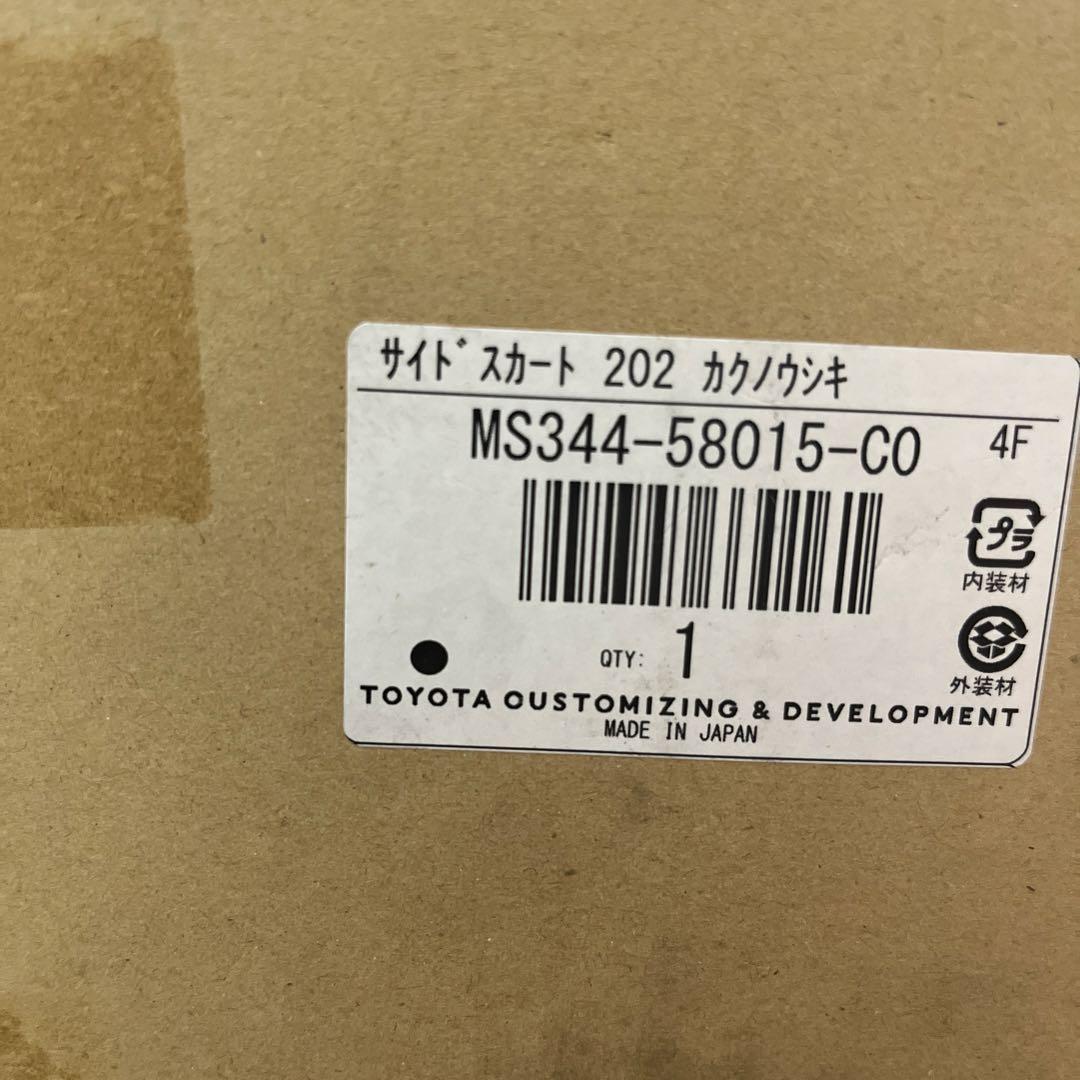 サイドスカート 202 カクノウシキ
MS344-58015-C0 4F
プラ
内装材
QTY: 1
外装材
TOYOTA CUSTOMIZING & DEVELOPMENT
MADE IN JAPAN